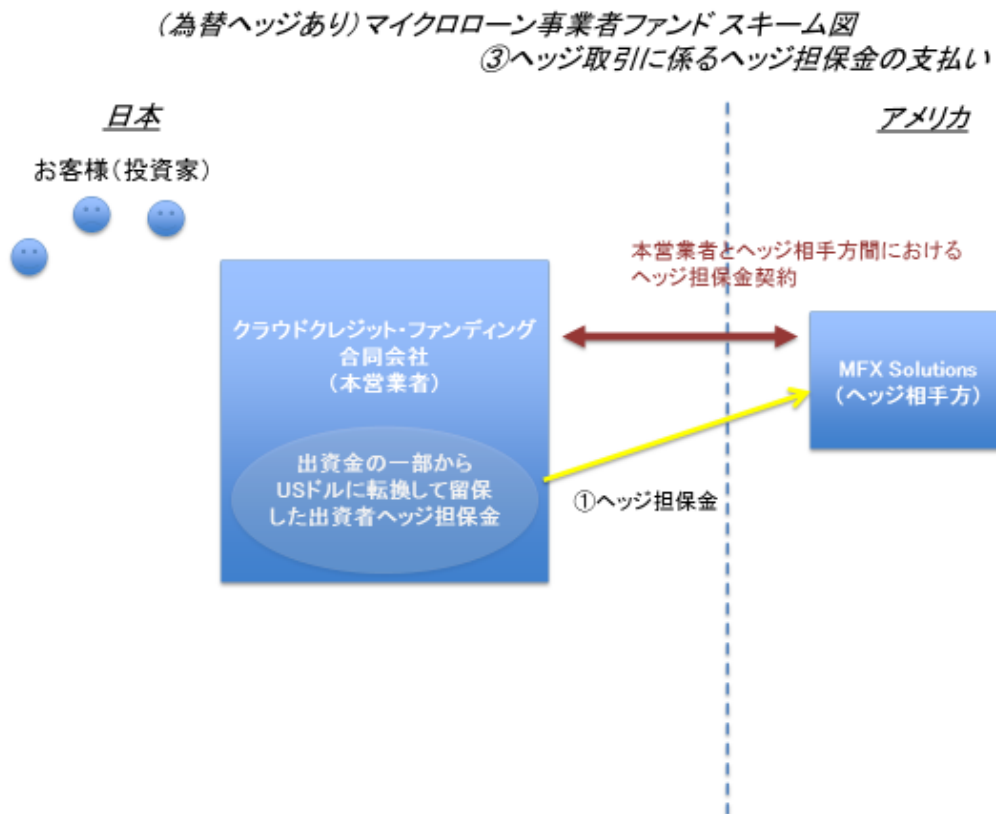 (為替ヘッジあり)マイクロローン事業者ファンド スキーム図
③ヘッジ取引に係るヘッジ担保金の支払い
日本
アメリカ
お客様(投資家)
本営業者とヘッジ相手方間における
ヘッジ担保金契約
クラウドクレジット・ファンディング
合同会社
(本営業者)
MFX Solutions
(ヘッジ相手方)
出資金の一部から
USドルに転換して留保
した出資者ヘッジ担保金
①ヘッジ担保金